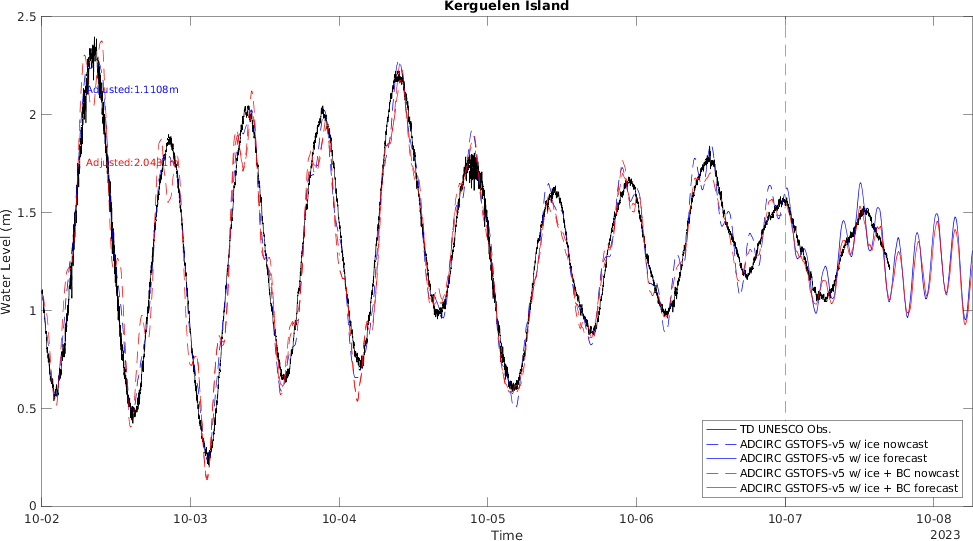 Kerguelen Island
2.5
2
1.5
1
0.5
0
Water Level (m)
Adjusted:1.1108m
Adjusted:2.0431m
TD UNESCO Obs.
ADCIRC GSTOFS-v5 w/ ice nowcast
ADCIRC GSTOFS-v5 w/ ice forecast
ADCIRC GSTOFS-v5 w/ ice + BC nowcast
ADCIRC GSTOFS-v5 w/ ice + BC forecast
10-02 10-03 10-04 10-05 10-06 10-07 10-08
Time
2023